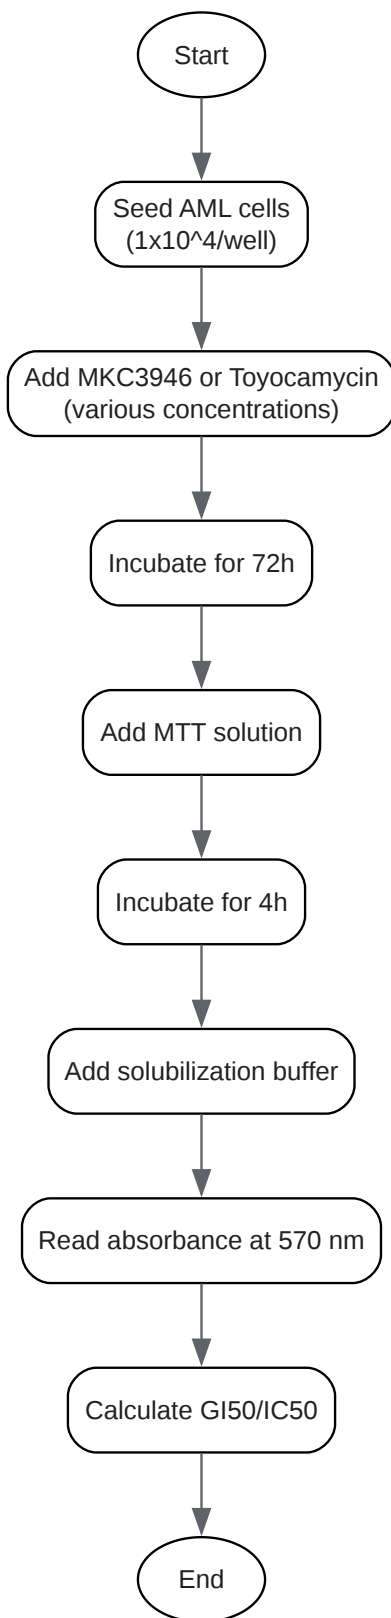 Start
Seed AML cells
(1x10^4/well)
Add MKC3946 or Toyocamycin
(various concentrations)
Incubate for 72h
Add MTT solution
Incubate for 4h
Add solubilization buffer
Read absorbance at 570 nm
Calculate GI50/IC50
End